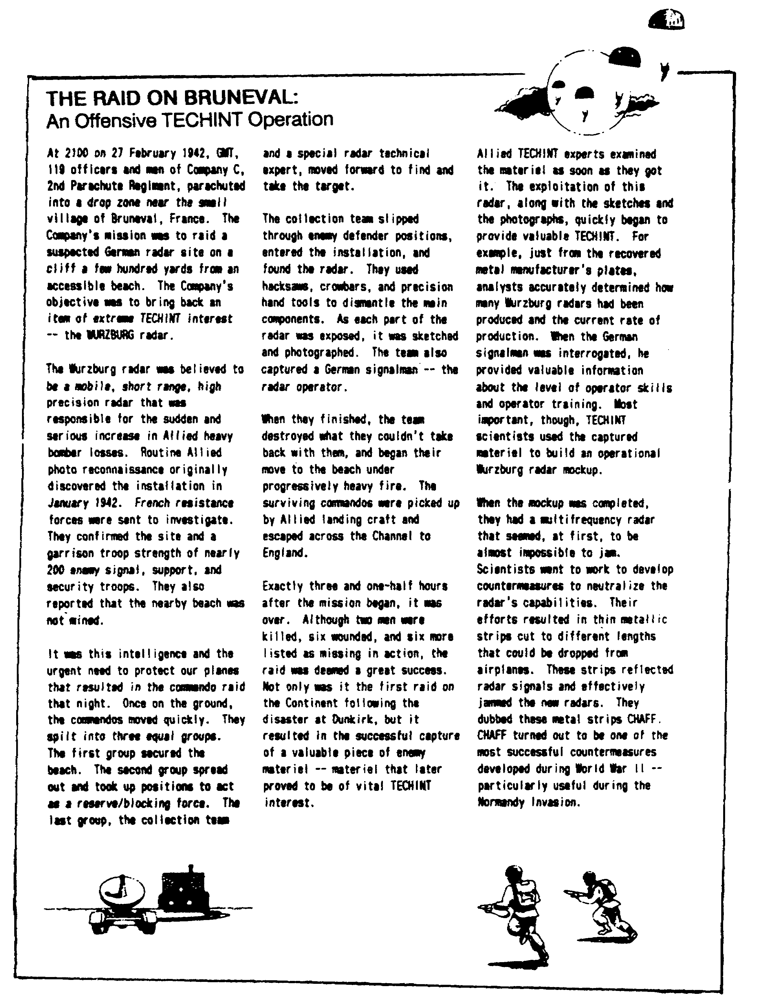 THE RAID ON BRUNEVAL:
An Offensive TECHINT Operation
At 2100 on 27 February 1942, GMT,
119 officers and men of Company C,
2nd Parachute Regiment, parachuted
into a drop zone near the small
village of Bruneval, France. The
Company's mission was to raid a
suspected German radar site on a
cliff a few hundred yards from an
accessible beach. The Company's
objective was to bring back an
item of extreme TECHINT interest
-- the WURZBURG radar.
The Wurzburg radar was believed to
be a mobile, short range, high
precision radar that was
responsible for the sudden and
serious increase in Allied heavy
bomber losses. Routine Allied
photo reconnaissance originally
discovered the installation in
January 1942. French resistance
forces were sent to investigate.
They confirmed the site and a
garrison troop strength of nearly
200 enemy signal, support, and
security troops. They also
reported that the nearby beach was
not mined.
It was this intelligence and the
urgent need to protect our planes
that resulted in the commando raid
that night. Once on the ground,
the commandos moved quickly. They
split into three equal groups.
The first group secured the
beach. The second group spread
out and took up positions to act
as a reserve/blocking force. The
last group, the collection team
and a special radar technical
expert, moved forward to find and
take the target.
The collection team slipped
through enemy defender positions,
entered the installation, and
found the radar. They used
hacksaws, crowbars, and precision
hand tools to dismantle the main
components. As each part of the
radar was exposed, it was sketched
and photographed. The team also
captured a German signalman -- the
radar operator.
When they finished, the team
destroyed what they couldn't take
back with them, and began their
move to the beach under
progressively heavy fire. The
surviving commandos were picked up
by Allied landing craft and
escaped across the Channel to
England.
Exactly three and one-half hours
after the mission began, it was
over. Although two men were
killed, six wounded, and six more
listed as missing in action, the
raid was deemed a great success.
Not only was it the first raid on
the Continent following the
disaster at Dunkirk, but it
resulted in the successful capture
of a valuable piece of enemy
materiel -- materiel that later
proved to be of vital TECHINT
interest.
Allied TECHINT experts examined
the materiel as soon as they got
it. The exploitation of this
radar, along with the sketches and
the photographs, quickly began to
provide valuable TECHINT. For
example, just from the recovered
metal manufacturer's plates,
analysts accurately determined how
many Wurzburg radars had been
produced and the current rate of
production. When the German
signalman was interrogated, he
provided valuable information
about the level of operator skills
and operator training. Most
important, though, TECHINT
scientists used the captured
materiel to build an operational
Wurzburg radar mockup.
When the mockup was completed,
they had a multifrequency radar
that seemed, at first, to be
almost impossible to jam.
Scientists went to work to develop
countermeasures to neutralize the
radar's capabilities. Their
efforts resulted in thin metallic
strips cut to different lengths
that could be dropped from
airplanes. These strips reflected
radar signals and effectively
jammed the new radars. They
dubbed these metal strips CHAFF.
CHAFF turned out to be one of the
most successful countermeasures
developed during World War II --
particularly useful during the
Normandy Invasion.